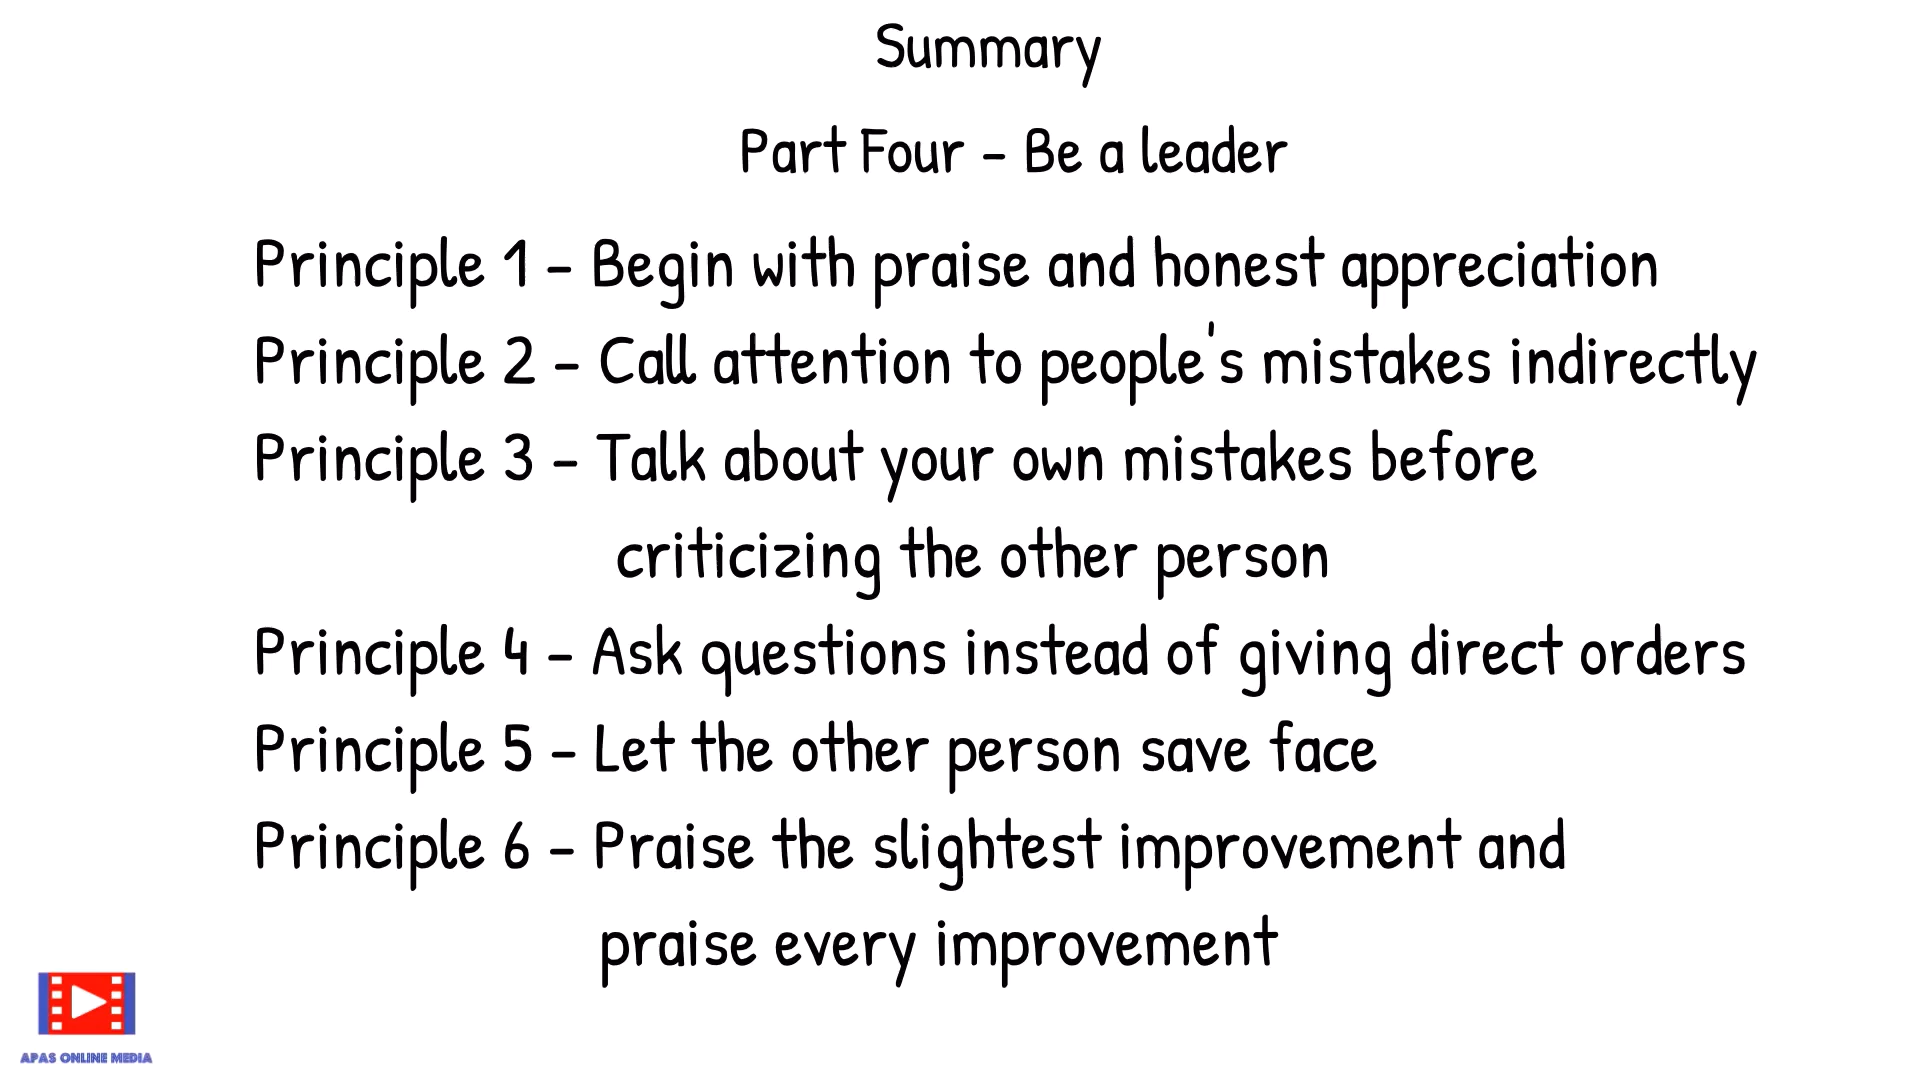 Summary
Part Four - Be a leader
Principle 1 - Begin with praise and honest appreciation
Principle 2 - Call attention to people's mistakes indirectly
Principle 3 - Talk about your own mistakes before
criticizing the other person
Principle 4 - Ask questions instead of giving direct orders
Principle 5 - Let the other person save face
Principle 6 - Praise the slightest improvement and
praise every improvement
APAS ONLINE MEDIA